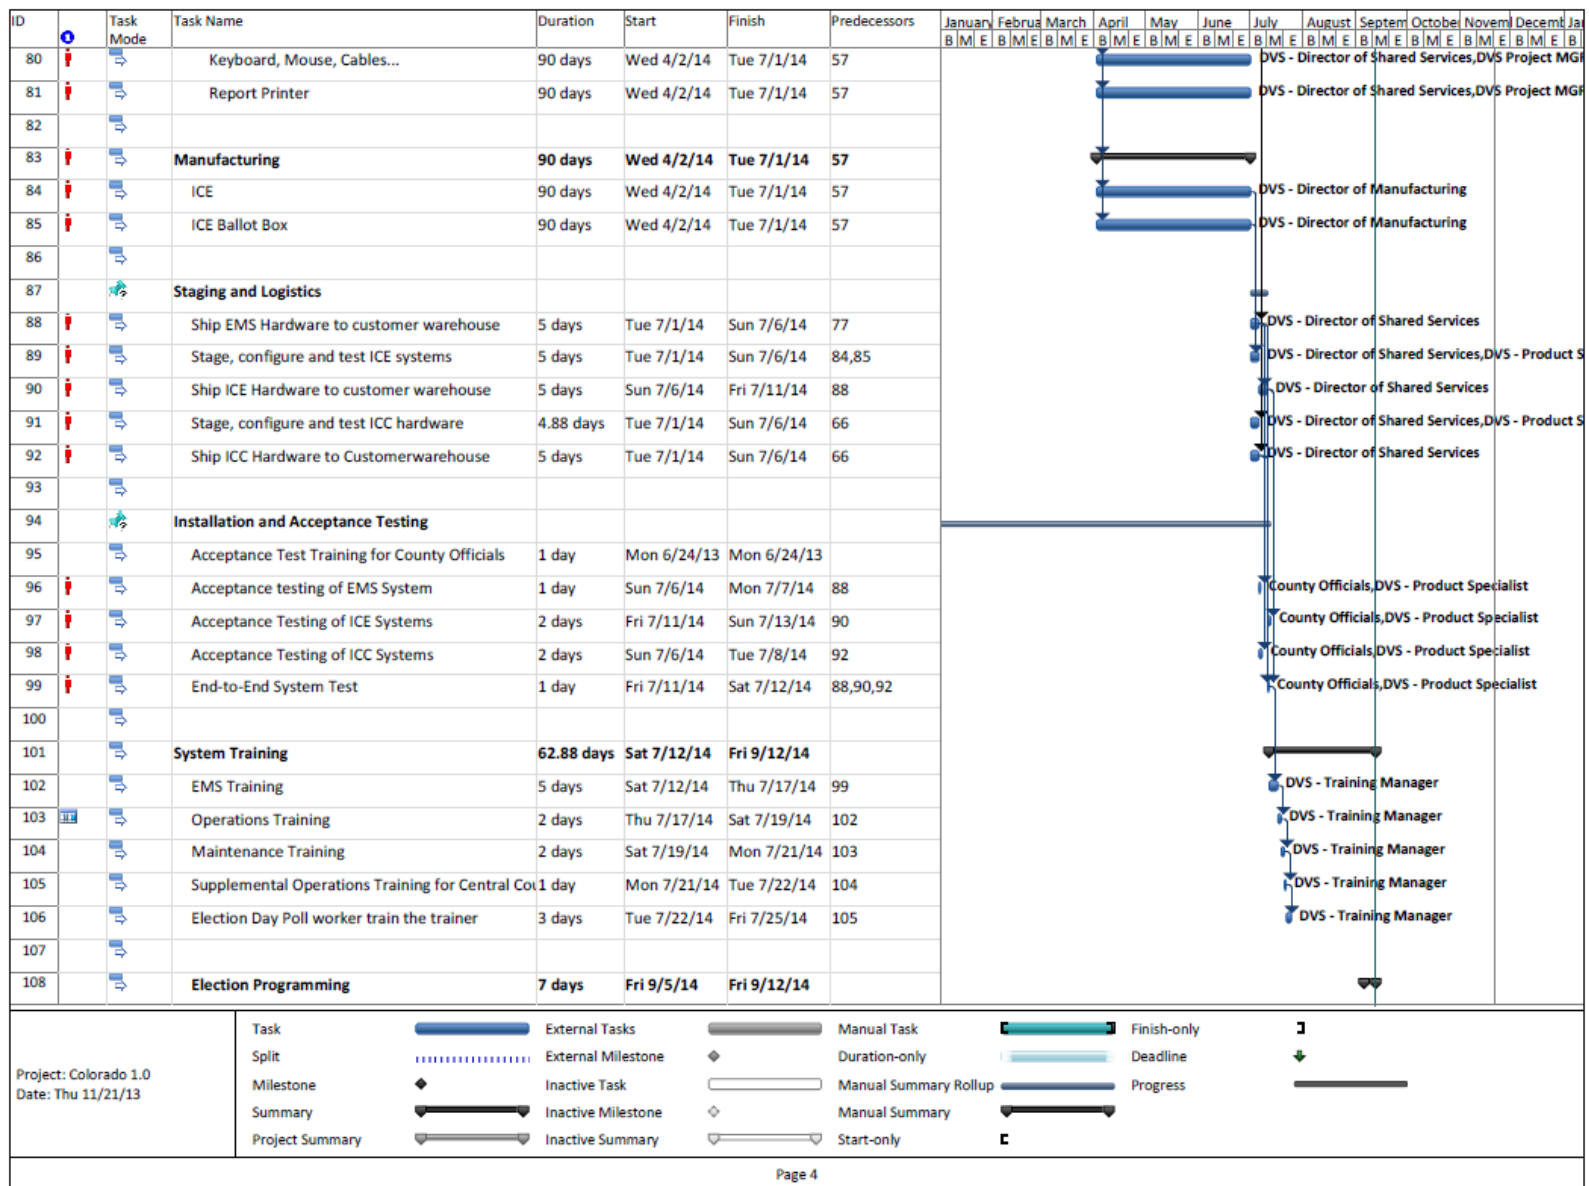 ID Task Mode Task Name Duration Start Finish Predecessors January Februa March April May June July August Septem Octobe Noveml Decemb Jan
B M E B M E B M E B M E B M E B M E B M E B M E B M E B M E B M E B M E B
80 Keyboard, Mouse, Cables... 90 days Wed 4/2/14 Tue 7/1/14 57 DVS - Director of Shared Services,DVS Project MGR
81 Report Printer 90 days Wed 4/2/14 Tue 7/1/14 57 DVS - Director of Shared Services,DVS Project MGR
82
83 Manufacturing 90 days Wed 4/2/14 Tue 7/1/14 57
84 ICE 90 days Wed 4/2/14 Tue 7/1/14 57 DVS - Director of Manufacturing
85 ICE Ballot Box 90 days Wed 4/2/14 Tue 7/1/14 57 DVS - Director of Manufacturing
86
87 Staging and Logistics
88 Ship EMS Hardware to customer warehouse 5 days Tue 7/1/14 Sun 7/6/14 77 DVS - Director of Shared Services
89 Stage, configure and test ICE systems 5 days Tue 7/1/14 Sun 7/6/14 84,85 DVS - Director of Shared Services,DVS - Product S
90 Ship ICE Hardware to customer warehouse 5 days Sun 7/6/14 Fri 7/11/14 88 DVS - Director of Shared Services
91 Stage, configure and test ICC hardware 4.88 days Tue 7/1/14 Sun 7/6/14 66 DVS - Director of Shared Services,DVS - Product S
92 Ship ICC Hardware to Customerwarehouse 5 days Tue 7/1/14 Sun 7/6/14 66 DVS - Director of Shared Services
93
94 Installation and Acceptance Testing
95 Acceptance Test Training for County Officials 1 day Mon 6/24/13 Mon 6/24/13
96 Acceptance testing of EMS System 1 day Sun 7/6/14 Mon 7/7/14 88 County Officials,DVS - Product Specialist
97 Acceptance Testing of ICE Systems 2 days Fri 7/11/14 Sun 7/13/14 90 County Officials,DVS - Product Specialist
98 Acceptance Testing of ICC Systems 2 days Sun 7/6/14 Tue 7/8/14 92 County Officials,DVS - Product Specialist
99 End-to-End System Test 1 day Fri 7/11/14 Sat 7/12/14 88,90,92 County Officials,DVS - Product Specialist
100
101 System Training 62.88 days Sat 7/12/14 Fri 9/12/14
102 EMS Training 5 days Sat 7/12/14 Thu 7/17/14 99 DVS - Training Manager
103 Operations Training 2 days Thu 7/17/14 Sat 7/19/14 102 DVS - Training Manager
104 Maintenance Training 2 days Sat 7/19/14 Mon 7/21/14 103 DVS - Training Manager
105 Supplemental Operations Training for Central Cou 1 day Mon 7/21/14 Tue 7/22/14 104 DVS - Training Manager
106 Election Day Poll worker train the trainer 3 days Tue 7/22/14 Fri 7/25/14 105 DVS - Training Manager
107
108 Election Programming 7 days Fri 9/5/14 Fri 9/12/14
Project: Colorado 1.0
Date: Thu 11/21/13
Task External Tasks Manual Task Finish-only
Split External Milestone Duration-only Deadline
Milestone Inactive Task Manual Summary Rollup Progress
Summary Inactive Milestone Manual Summary
Project Summary Inactive Summary Start-only
Page 4